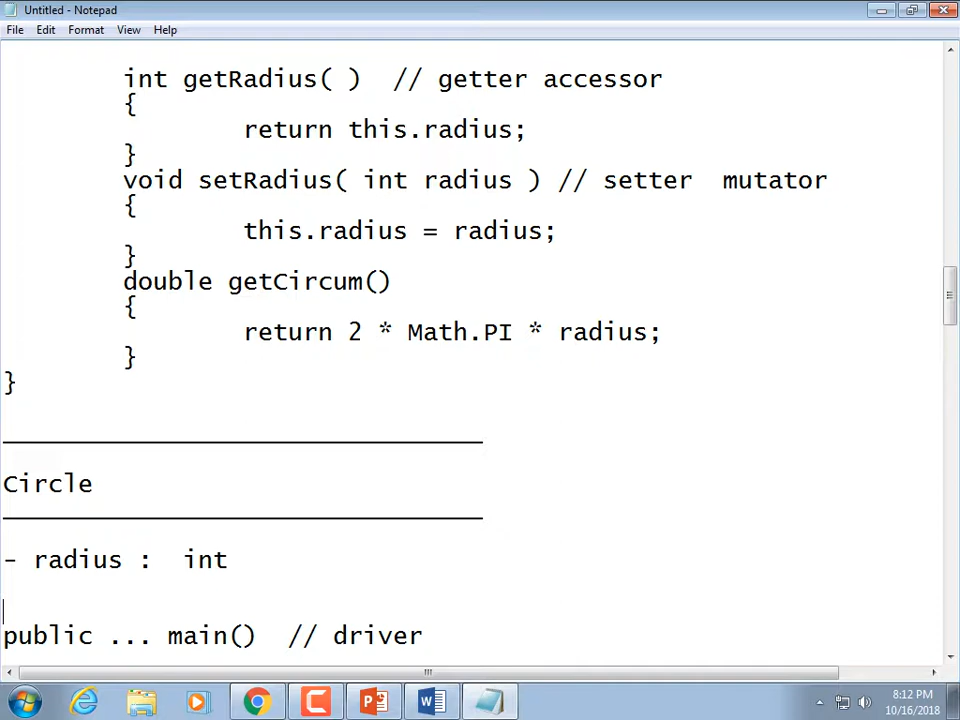 Untitled - Notepad
File Edit Format View Help
int getRadius( ) // getter accessor
{
return this.radius;
}
void setRadius( int radius ) // setter mutator
{
this.radius = radius;
}
double getCircum()
{
return 2 * Math.PI * radius;
}
}
________________________________
Circle
________________________________
- radius : int
public ... main() // driver
8:12 PM
10/16/2018